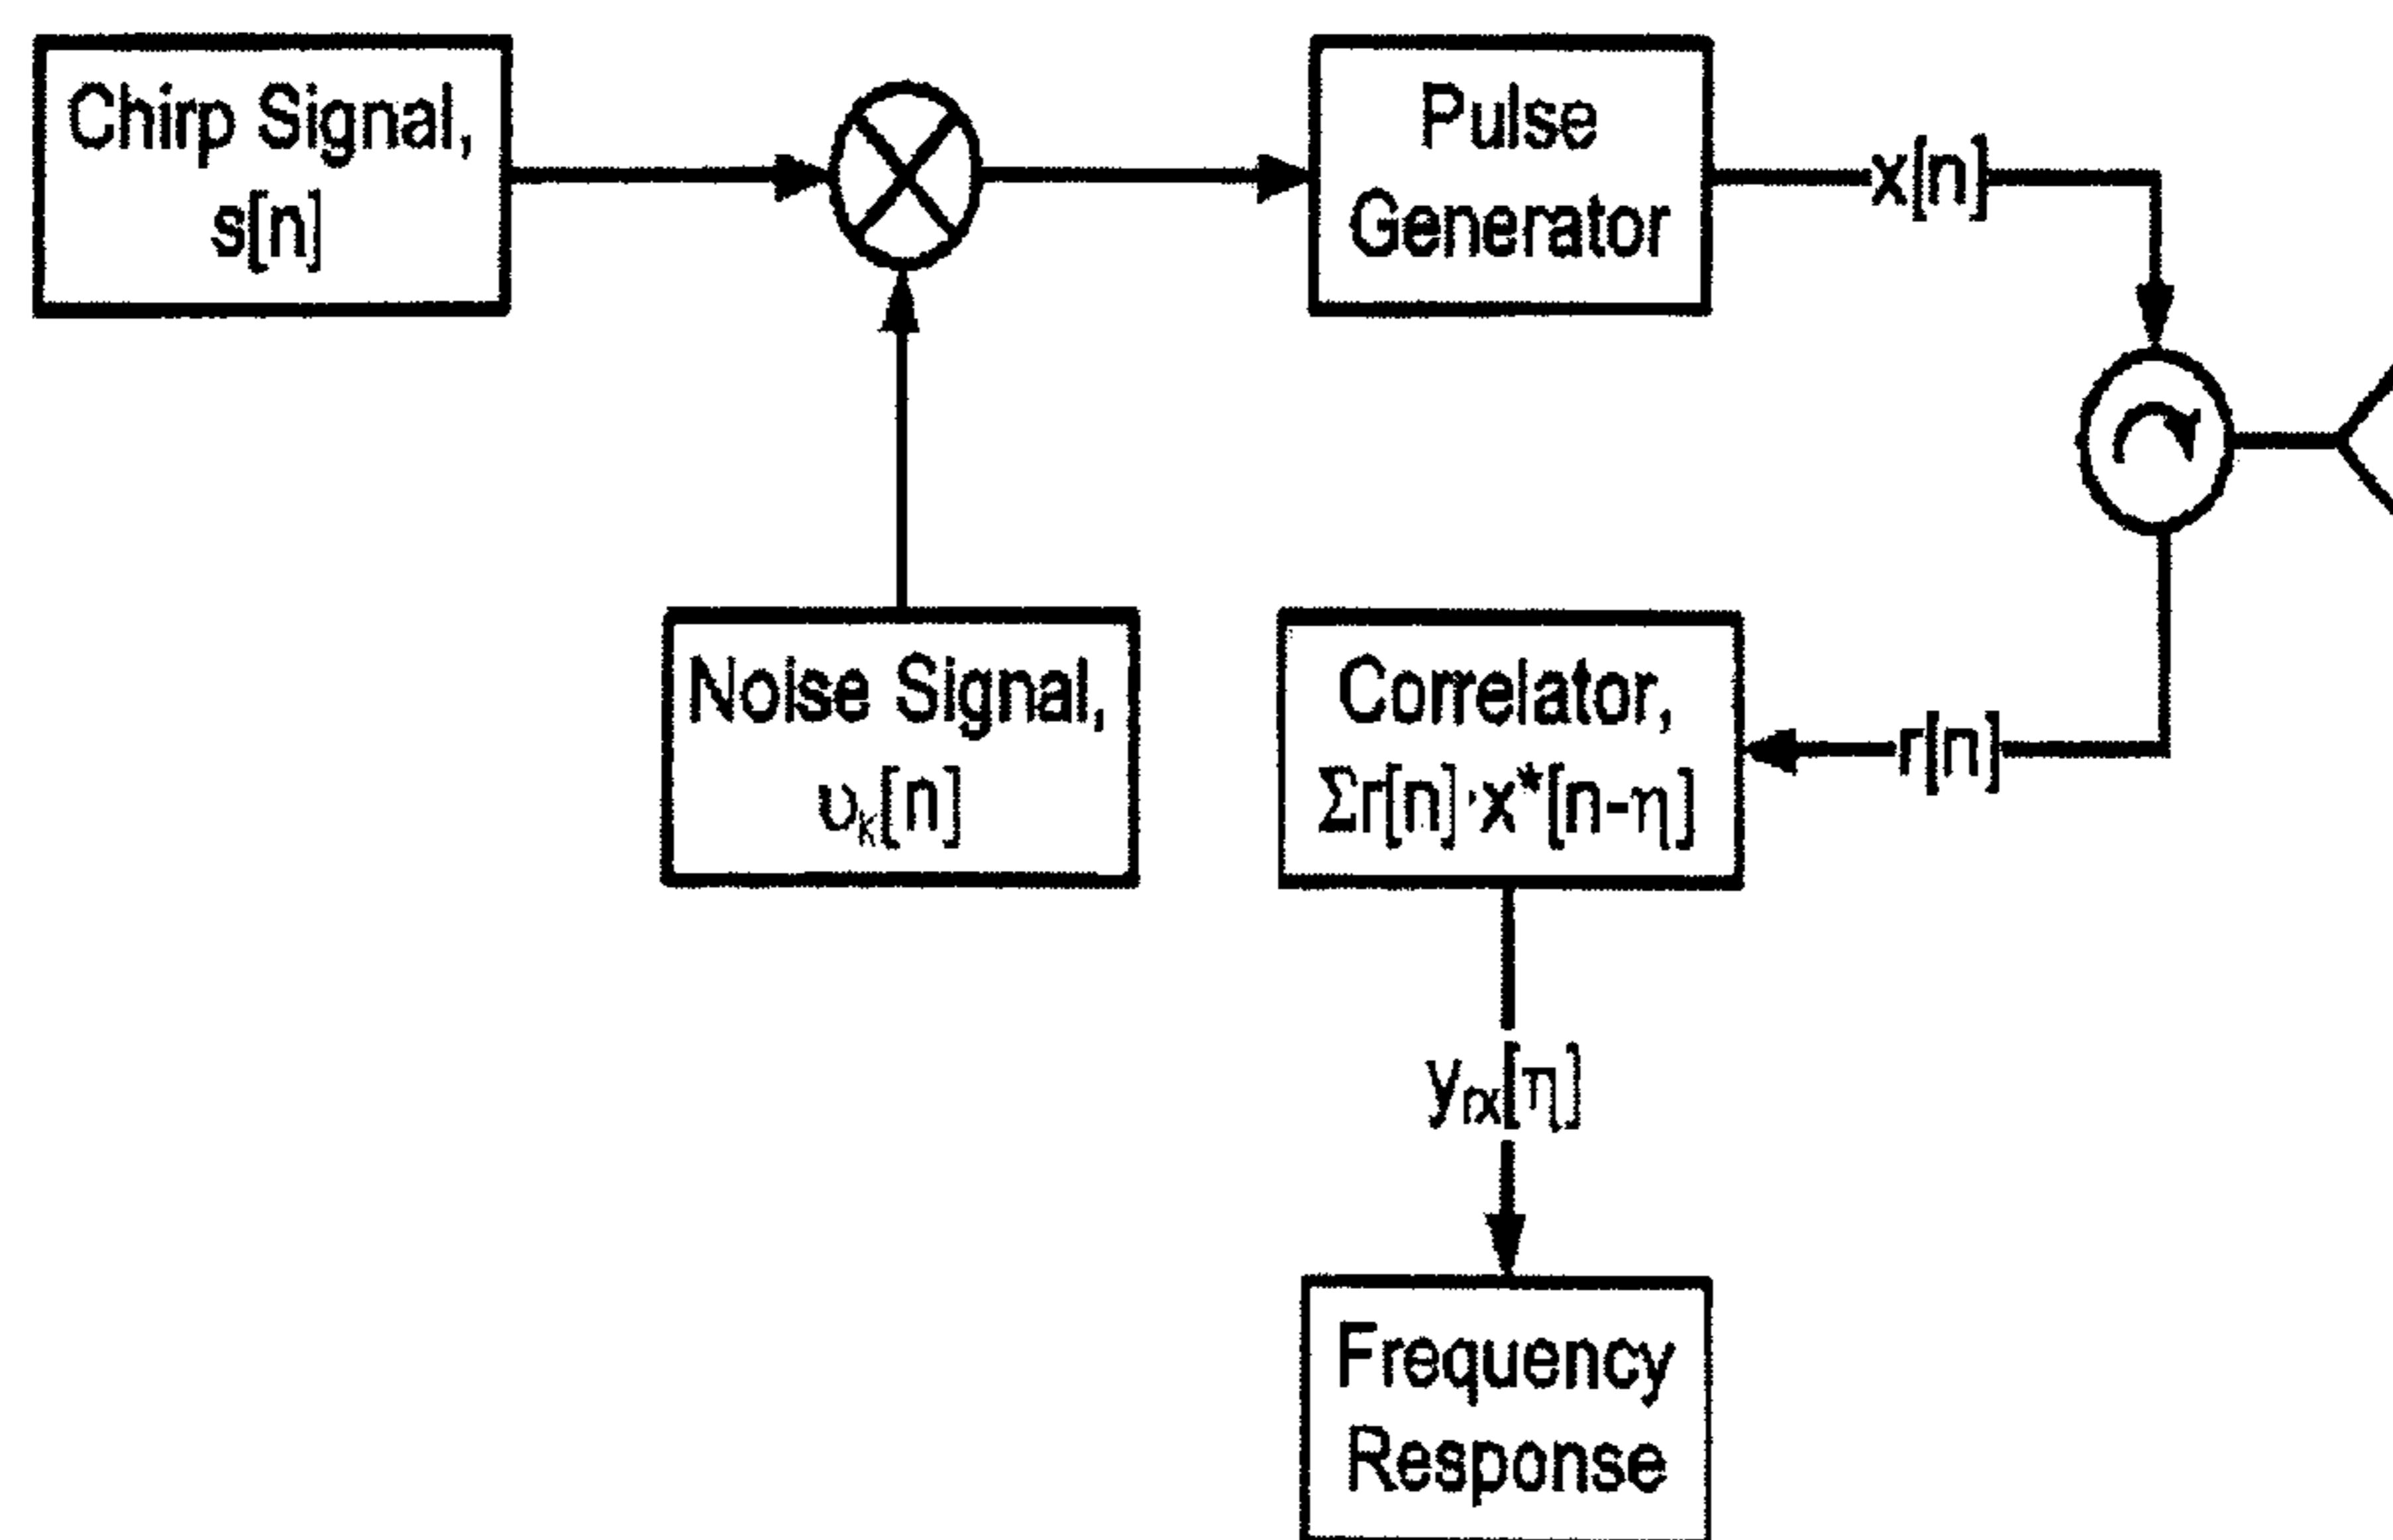 Chirp Signal,
s[n]
Pulse
Generator
x[n]
Noise Signal,
υₖ[n]
Correlator,
Σr[n]·x*[n-η]
r[n]
yᵣₓ[η]
Frequency
Response